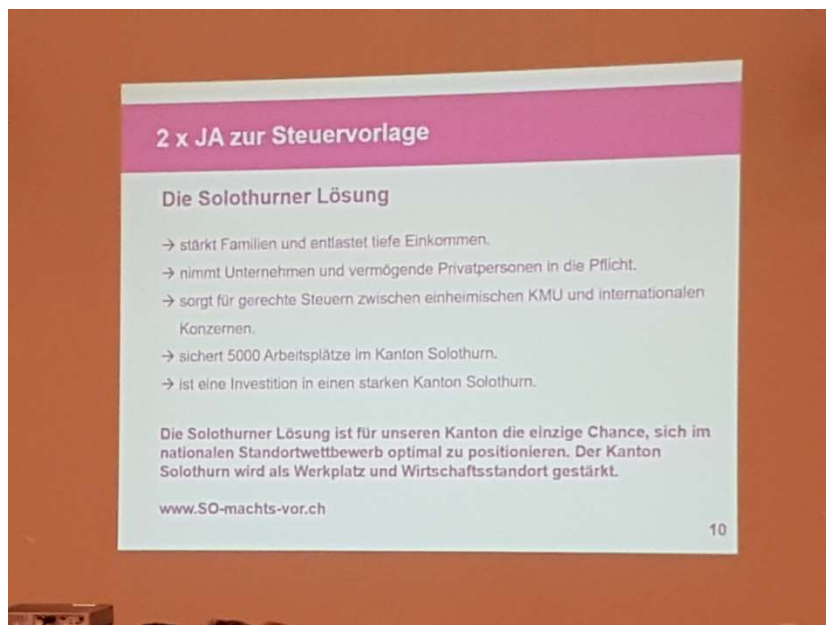 2 x JA zur Steuervorlage
Die Solothurner Lösung
→ stärkt Familien und entlastet tiefe Einkommen.
→ nimmt Unternehmen und vermögende Privatpersonen in die Pflicht.
→ sorgt für gerechte Steuern zwischen einheimischen KMU und internationalen
Konzernen.
→ sichert 5000 Arbeitsplätze im Kanton Solothurn.
→ ist eine Investition in einen starken Kanton Solothurn.
Die Solothurner Lösung ist für unseren Kanton die einzige Chance, sich im
nationalen Standortwettbewerb optimal zu positionieren. Der Kanton
Solothurn wird als Werkplatz und Wirtschaftsstandort gestärkt.
www.SO-machts-vor.ch
10